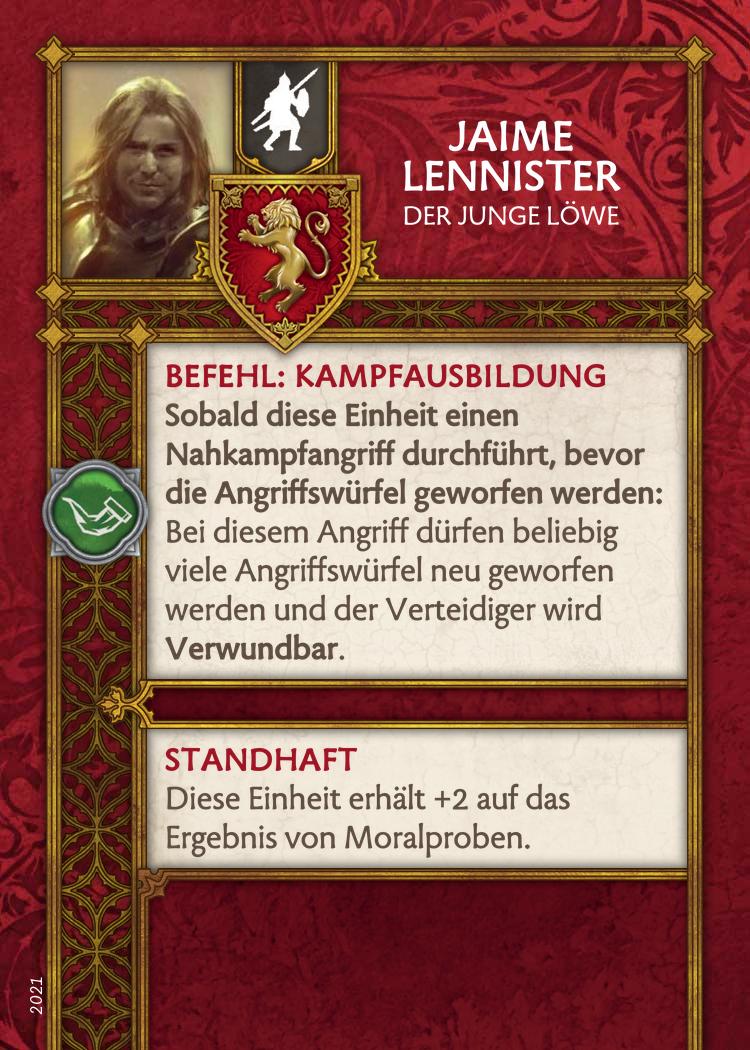 JAIME
LENNISTER
DER JUNGE LÖWE
BEFEHL: KAMPFAUSBILDUNG
Sobald diese Einheit einen
Nahkampfangriff durchführt, bevor
die Angriffswürfel geworfen werden:
Bei diesem Angriff dürfen beliebig
viele Angriffswürfel neu geworfen
werden und der Verteidiger wird
Verwundbar.
STANDHAFT
Diese Einheit erhält +2 auf das
Ergebnis von Moralproben.
2021